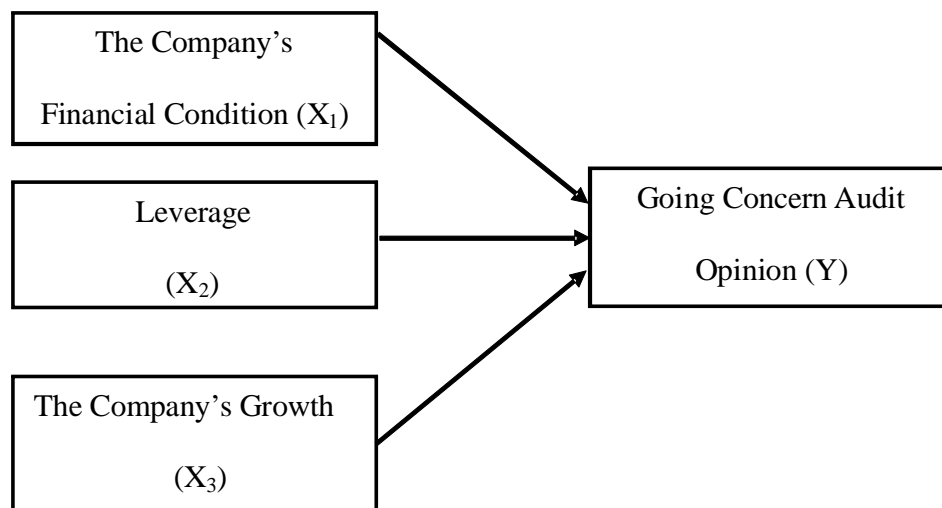 The Company’s
Financial Condition (X₁)
Leverage
(X₂)
The Company’s Growth
(X₃)
Going Concern Audit
Opinion (Y)